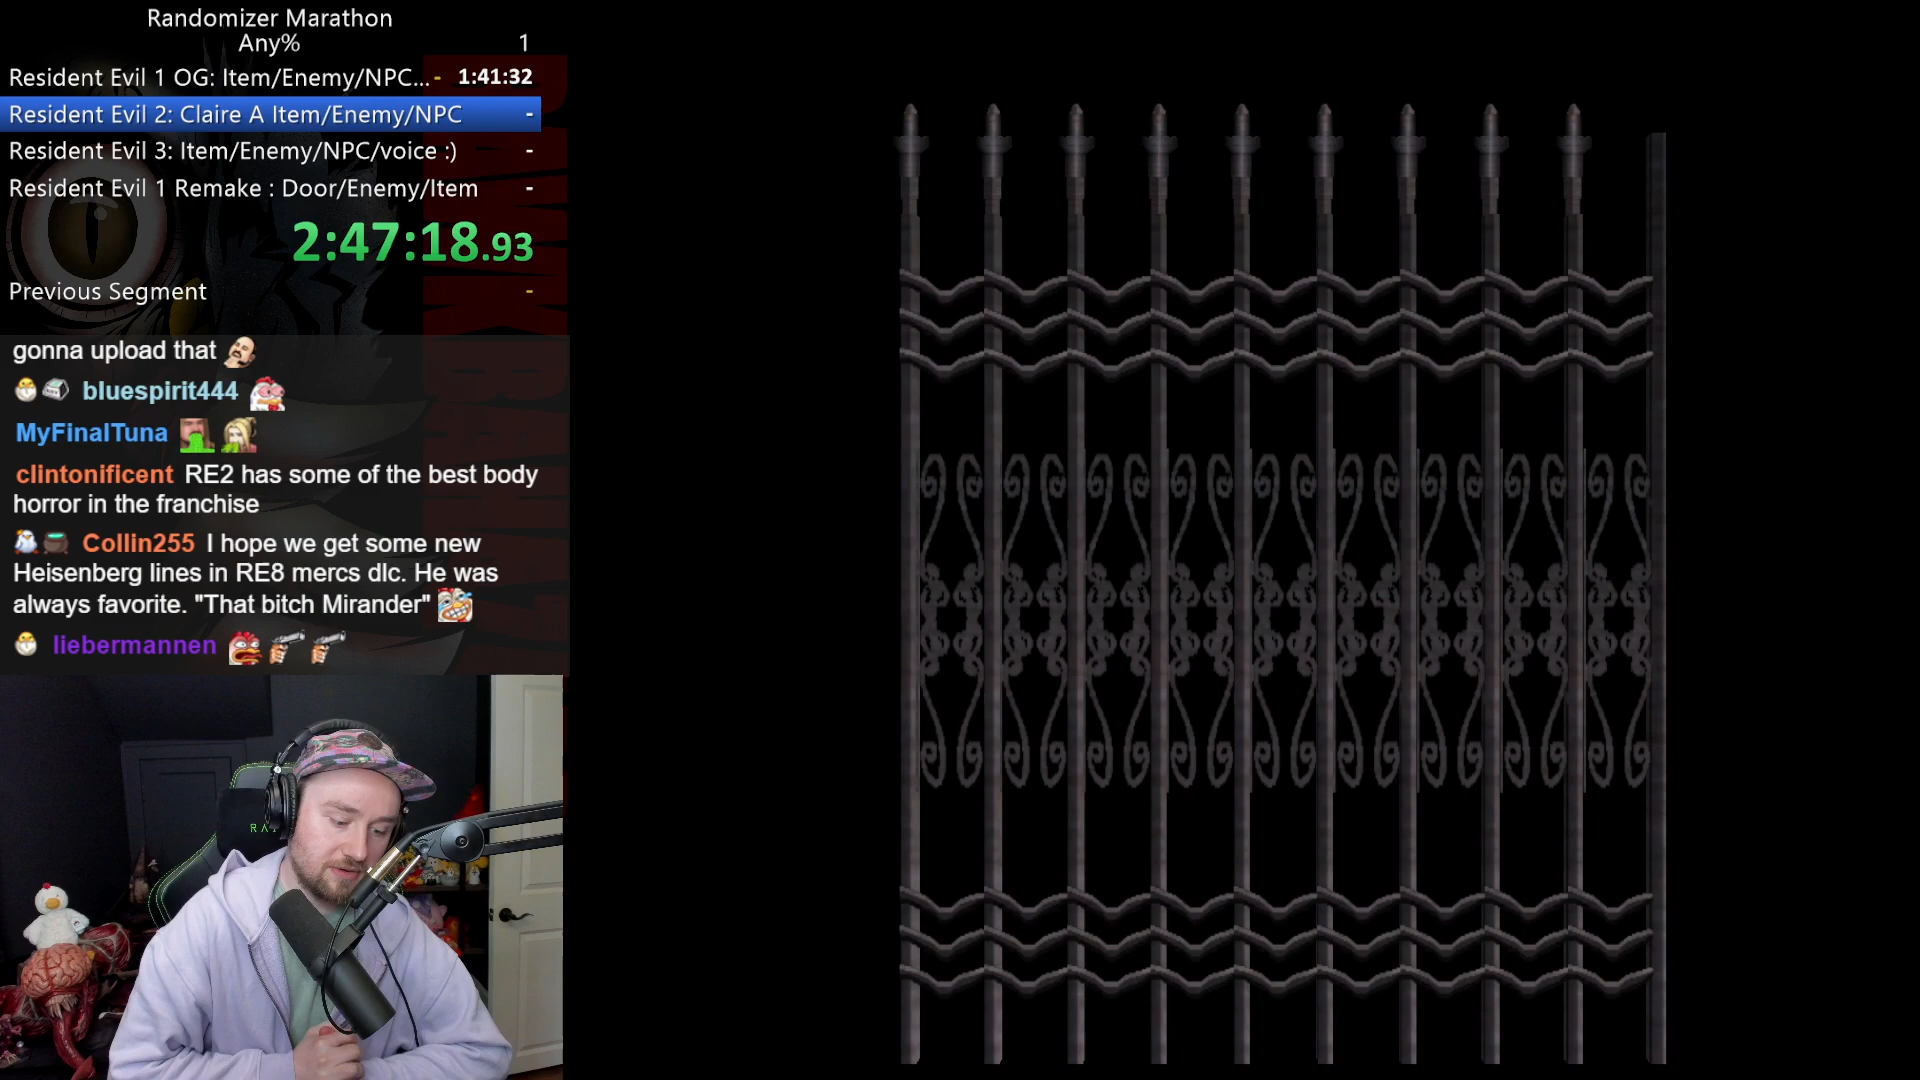 Randomizer Marathon
Any% 1
Resident Evil 1 OG: Item/Enemy/NPC... - 1:41:32
Resident Evil 2: Claire A Item/Enemy/NPC -
Resident Evil 3: Item/Enemy/NPC/voice :) -
Resident Evil 1 Remake : Door/Enemy/Item -
2:47:18.93
Previous Segment -
gonna upload that
bluespirit444
MyFinalTuna
clintonificent RE2 has some of the best body
horror in the franchise
Collin255 I hope we get some new
Heisenberg lines in RE8 mercs dlc. He was
always favorite. "That bitch Mirander"
liebermannen